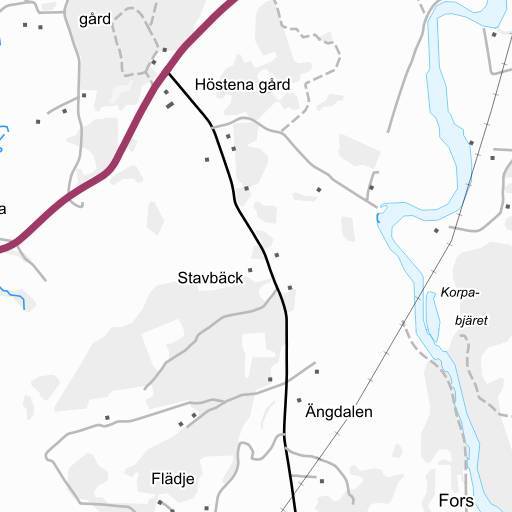 gård
Höstena gård
a
Stavbäck
Korpa-
bjäret
Ängdalen
Flädje
Fors